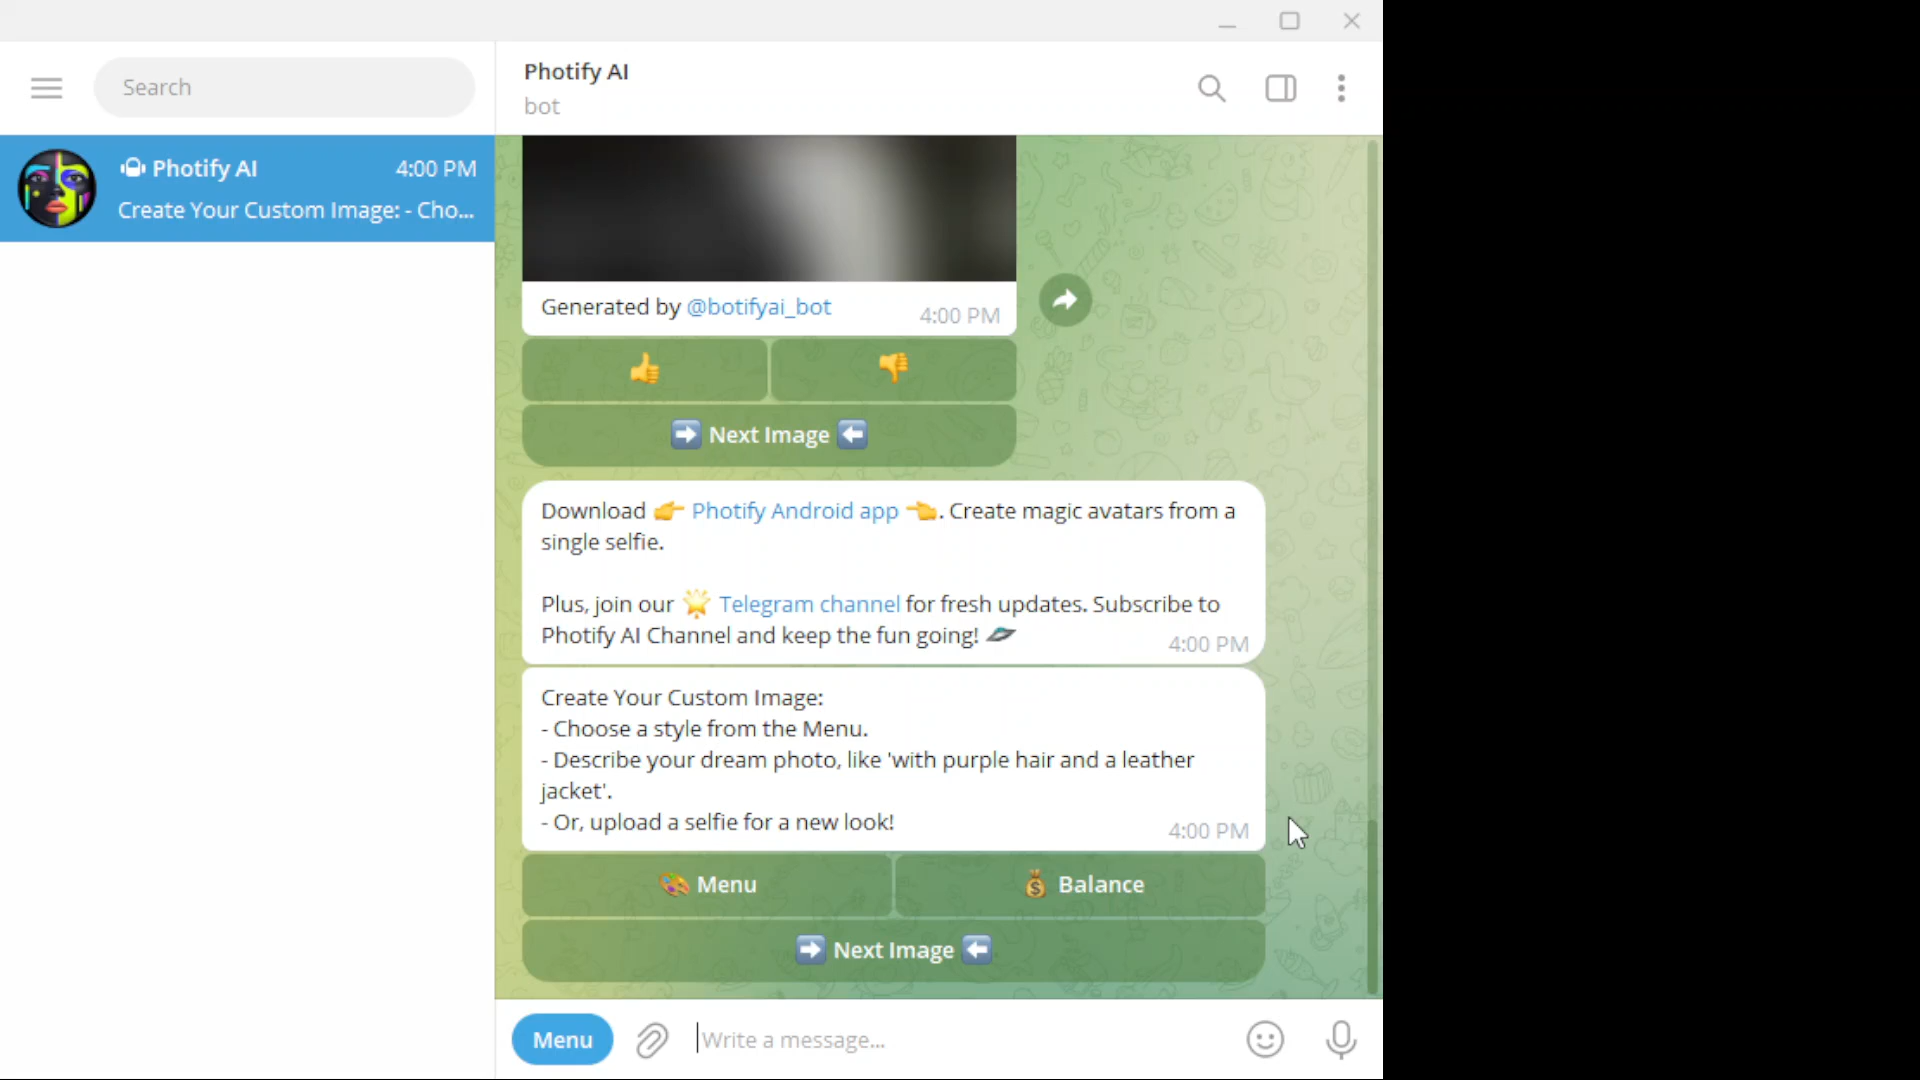 Search
Photify AI
bot
Photify AI
4:00 PM
Create Your Custom Image: - Cho...
Generated by @botifyai_bot
4:00 PM
👍
👎
➡️ Next Image ⬅️
Download 👉 Photify Android app 👈. Create magic avatars from a
single selfie.
Plus, join our 🌟 Telegram channel for fresh updates. Subscribe to
Photify AI Channel and keep the fun going! 🛸
4:00 PM
Create Your Custom Image:
- Choose a style from the Menu.
- Describe your dream photo, like 'with purple hair and a leather
jacket'.
- Or, upload a selfie for a new look!
4:00 PM
🎨 Menu
💰 Balance
➡️ Next Image ⬅️
Menu
Write a message...